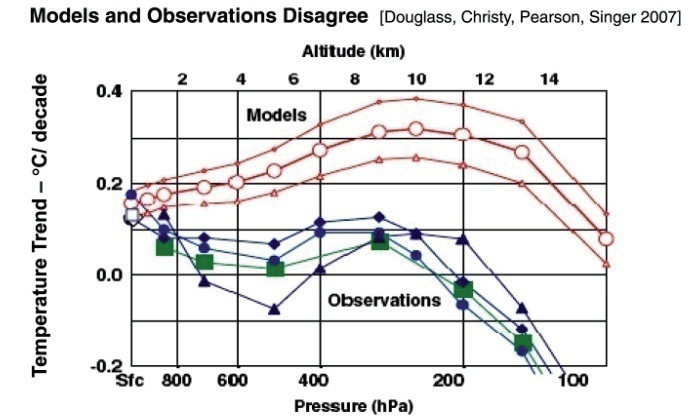 Models and Observations Disagree [Douglass, Christy, Pearson, Singer 2007]
Altitude (km)
2 4 6 8 10 12 14
0.4
Models
0.2
Temperature Trend – °C/ decade
0.0
Observations
-0.2
Sfc 800 600 400 200 100
Pressure (hPa)